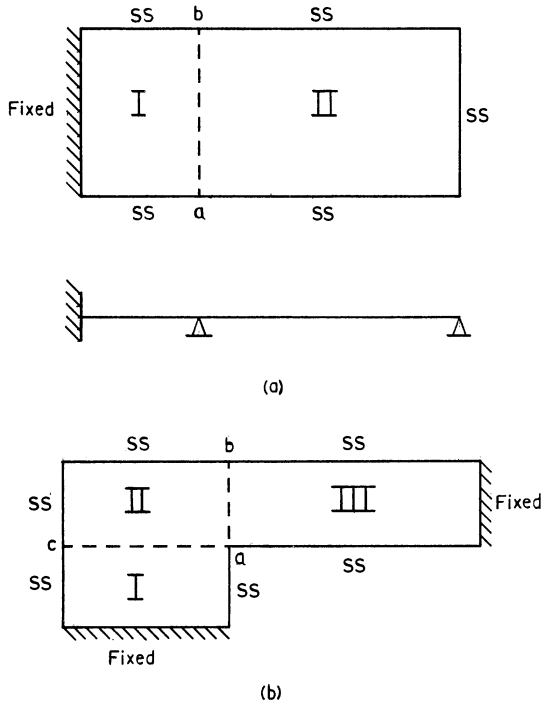 SS b SS
Fixed I II SS
SS a SS
(a)
SS b SS
SS II III Fixed
c a SS
SS I SS
Fixed
(b)